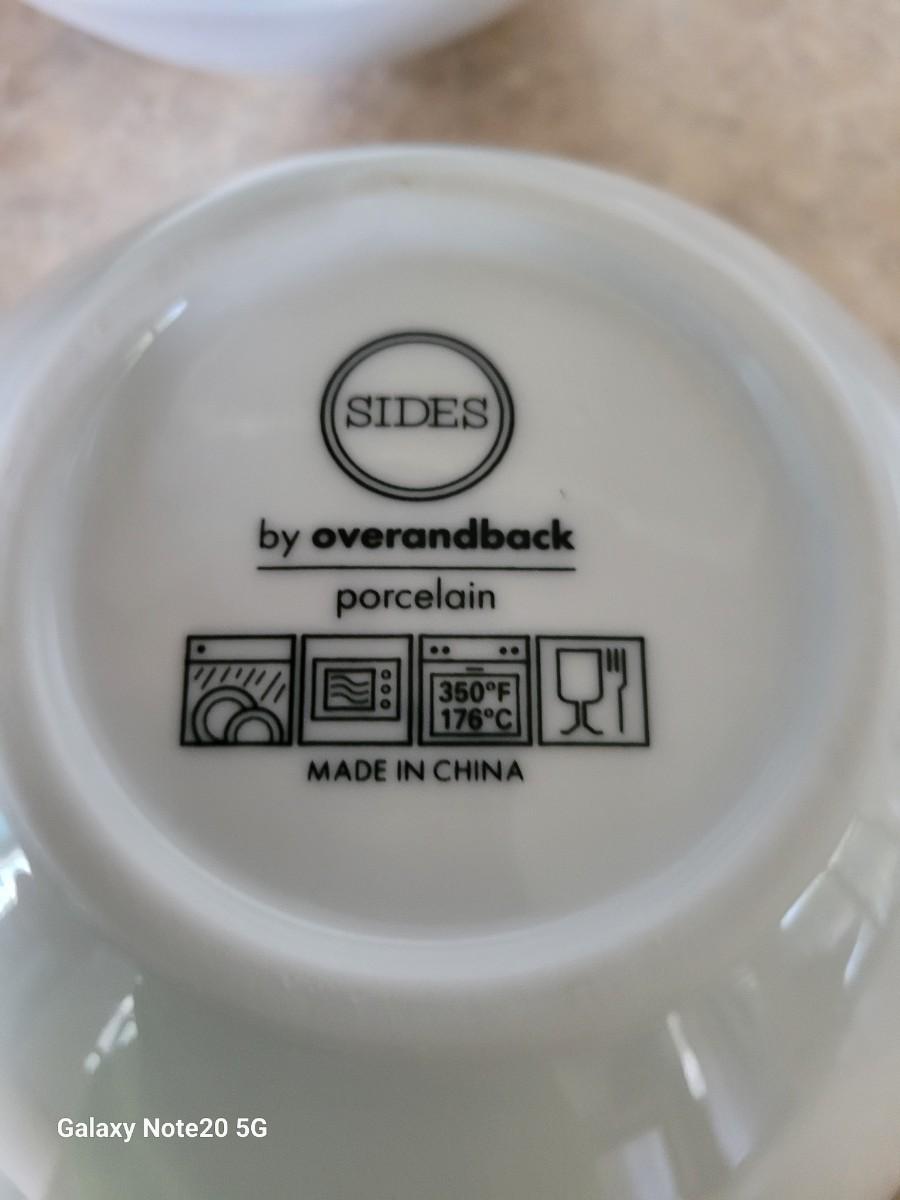 SIDES
by overandback
porcelain
350°F
176°C
MADE IN CHINA
Galaxy Note20 5G